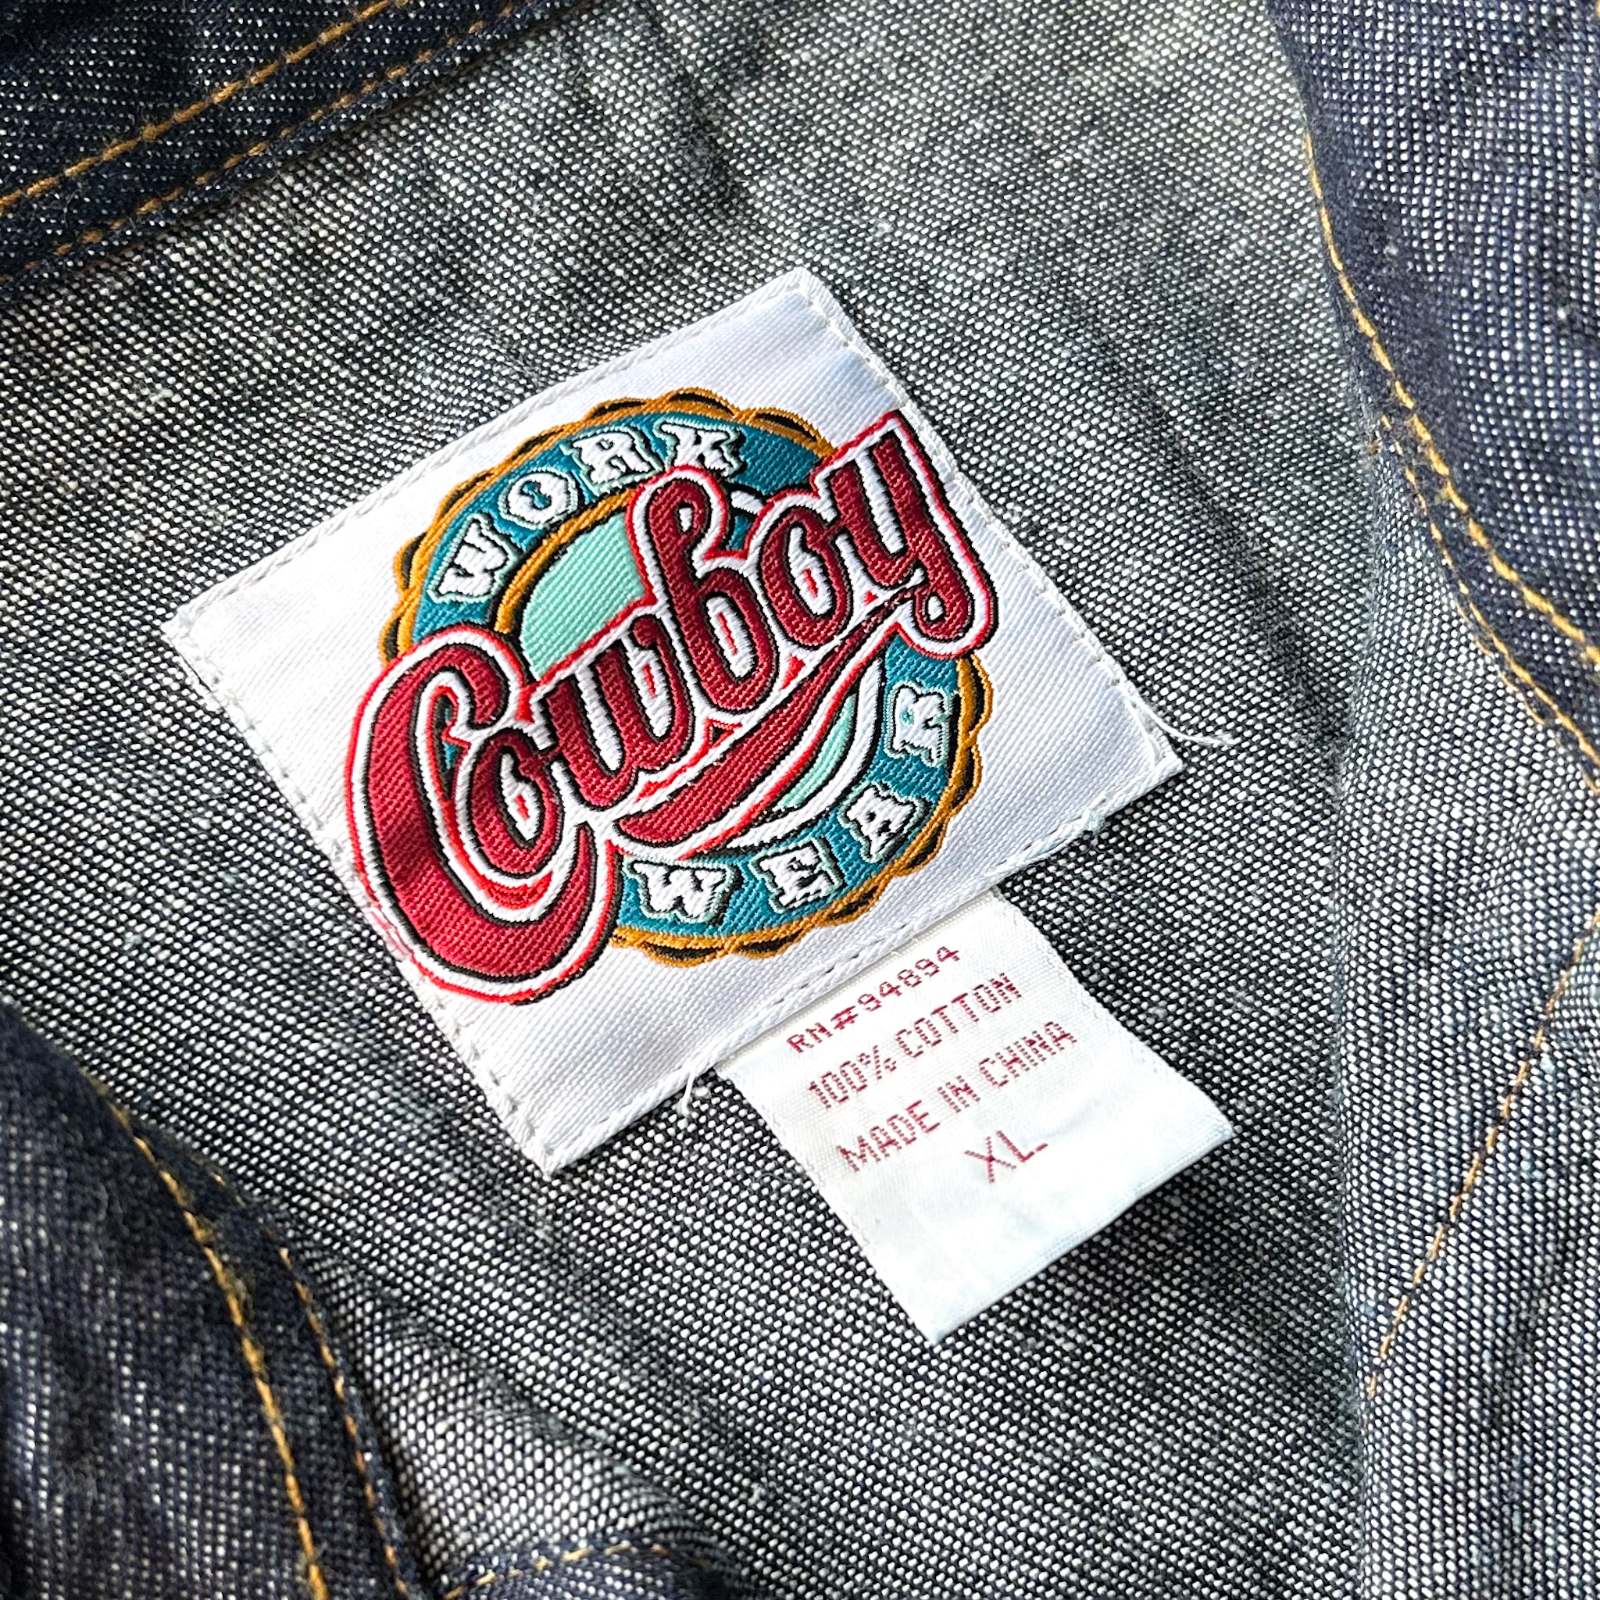 WORK
Cowboy
WEAR
RN#94894
100% COTTON
MADE IN CHINA
XL